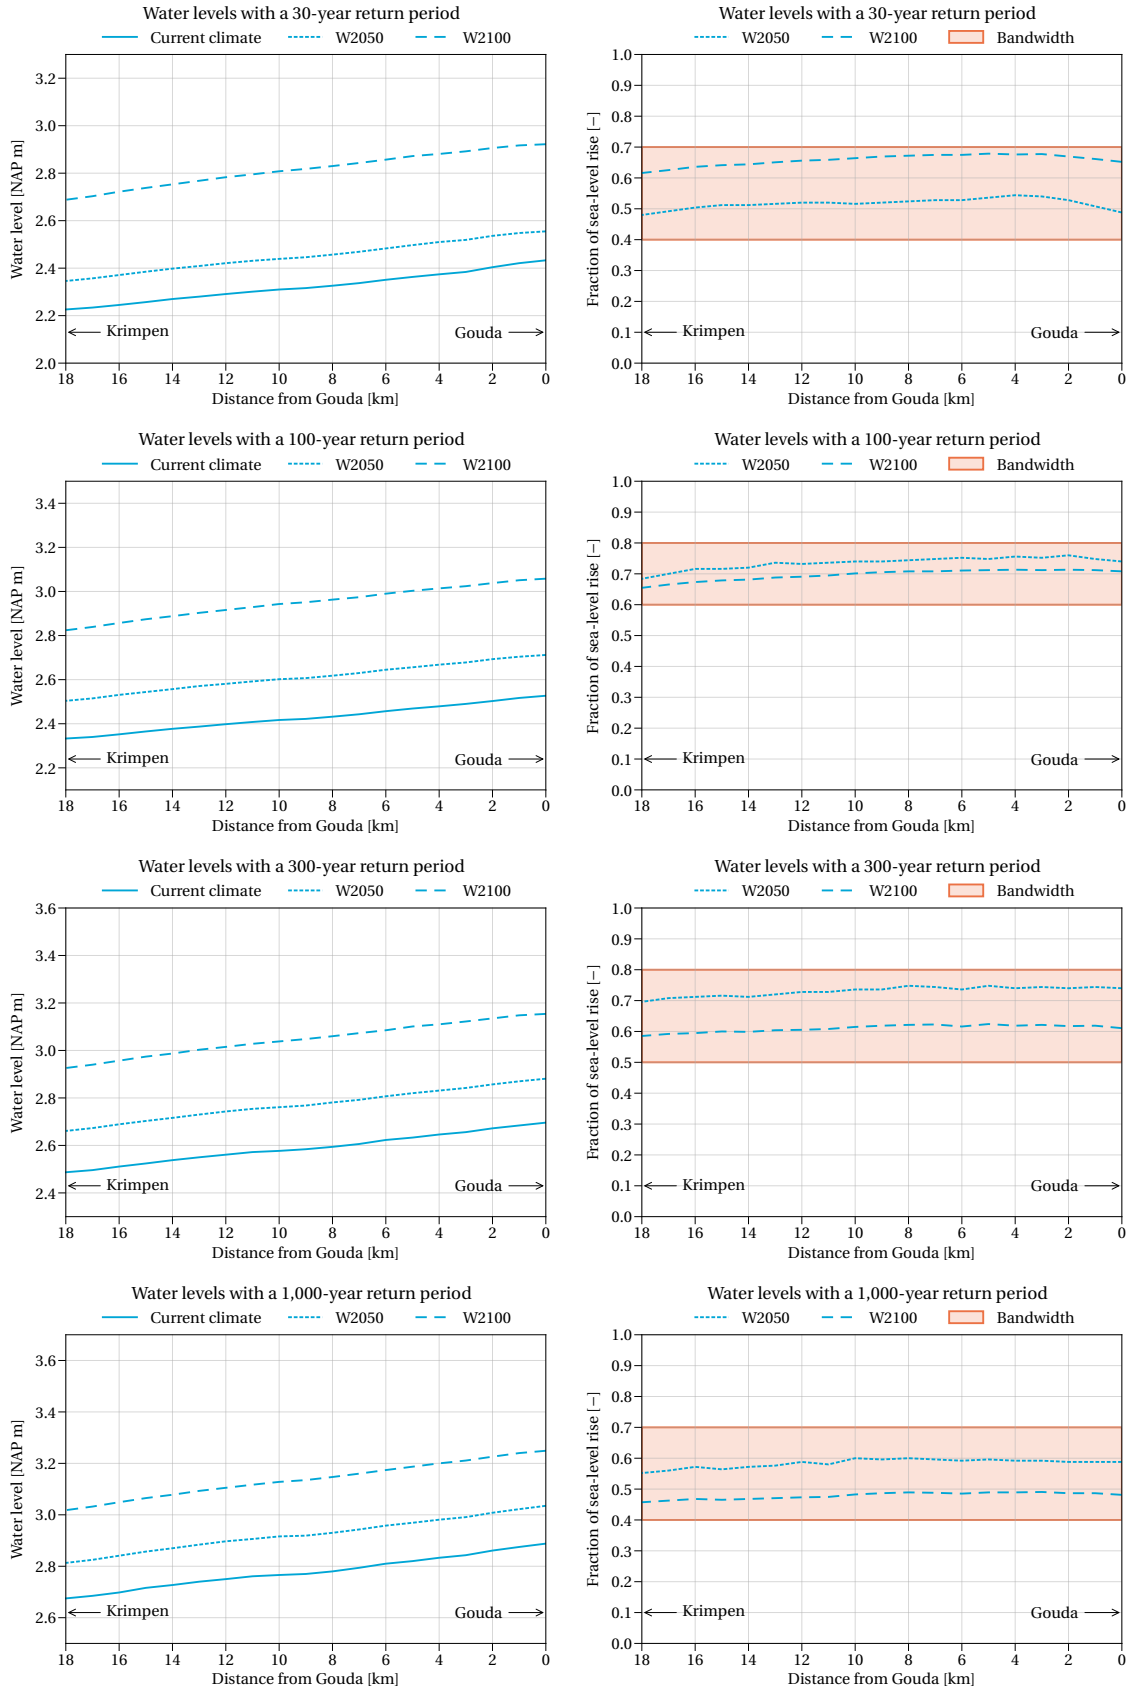 Water levels with a 30-year return period
Current climate W2050 W2100
Water level [NAP m]
3.2
3.0
2.8
2.6
2.4
2.2
2.0
Krimpen Gouda
18 16 14 12 10 8 6 4 2 0
Distance from Gouda [km]
Water levels with a 30-year return period
W2050 W2100 Bandwidth
Fraction of sea-level rise [−]
1.0
0.9
0.8
0.7
0.6
0.5
0.4
0.3
0.2
0.1
0.0
Krimpen Gouda
18 16 14 12 10 8 6 4 2 0
Distance from Gouda [km]
Water levels with a 100-year return period
Current climate W2050 W2100
Water level [NAP m]
3.4
3.2
3.0
2.8
2.6
2.4
2.2
Krimpen Gouda
18 16 14 12 10 8 6 4 2 0
Distance from Gouda [km]
Water levels with a 100-year return period
W2050 W2100 Bandwidth
Fraction of sea-level rise [−]
1.0
0.9
0.8
0.7
0.6
0.5
0.4
0.3
0.2
0.1
0.0
Krimpen Gouda
18 16 14 12 10 8 6 4 2 0
Distance from Gouda [km]
Water levels with a 300-year return period
Current climate W2050 W2100
Water level [NAP m]
3.6
3.4
3.2
3.0
2.8
2.6
2.4
Krimpen Gouda
18 16 14 12 10 8 6 4 2 0
Distance from Gouda [km]
Water levels with a 300-year return period
W2050 W2100 Bandwidth
Fraction of sea-level rise [−]
1.0
0.9
0.8
0.7
0.6
0.5
0.4
0.3
0.2
0.1
0.0
Krimpen Gouda
18 16 14 12 10 8 6 4 2 0
Distance from Gouda [km]
Water levels with a 1,000-year return period
Current climate W2050 W2100
Water level [NAP m]
3.6
3.4
3.2
3.0
2.8
2.6
Krimpen Gouda
18 16 14 12 10 8 6 4 2 0
Distance from Gouda [km]
Water levels with a 1,000-year return period
W2050 W2100 Bandwidth
Fraction of sea-level rise [−]
1.0
0.9
0.8
0.7
0.6
0.5
0.4
0.3
0.2
0.1
0.0
Krimpen Gouda
18 16 14 12 10 8 6 4 2 0
Distance from Gouda [km]